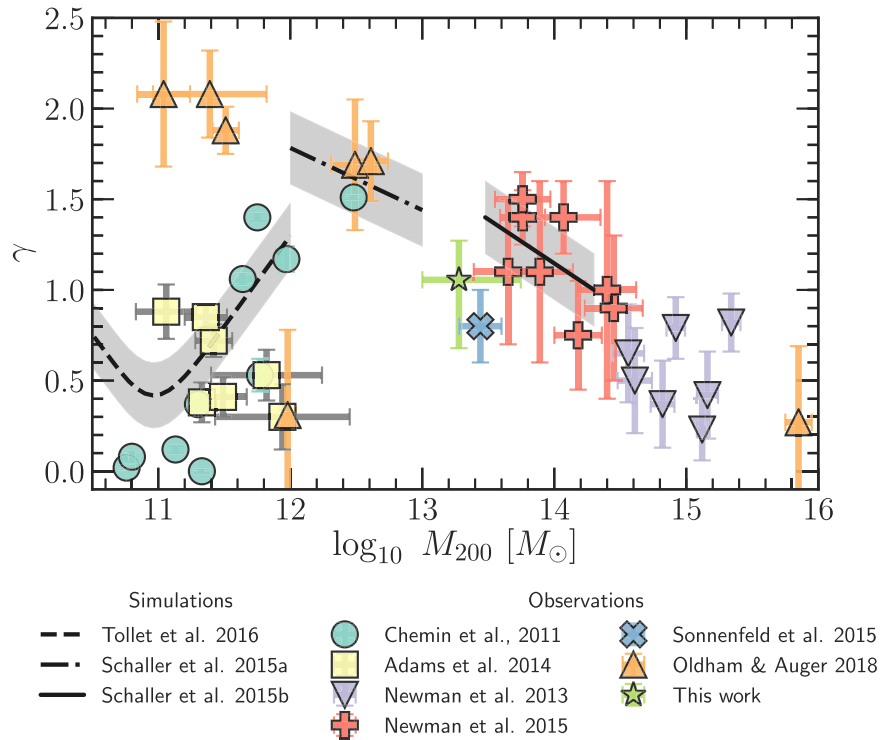 2.5
2.0
1.5
1.0
0.5
0.0
γ
11 12 13 14 15 16
log₁₀ M₂₀₀ [M⊙]
Simulations
Tollet et al. 2016
Schaller et al. 2015a
Schaller et al. 2015b
Observations
Chemin et al., 2011
Adams et al. 2014
Newman et al. 2013
Newman et al. 2015
Sonnenfeld et al. 2015
Oldham & Auger 2018
This work